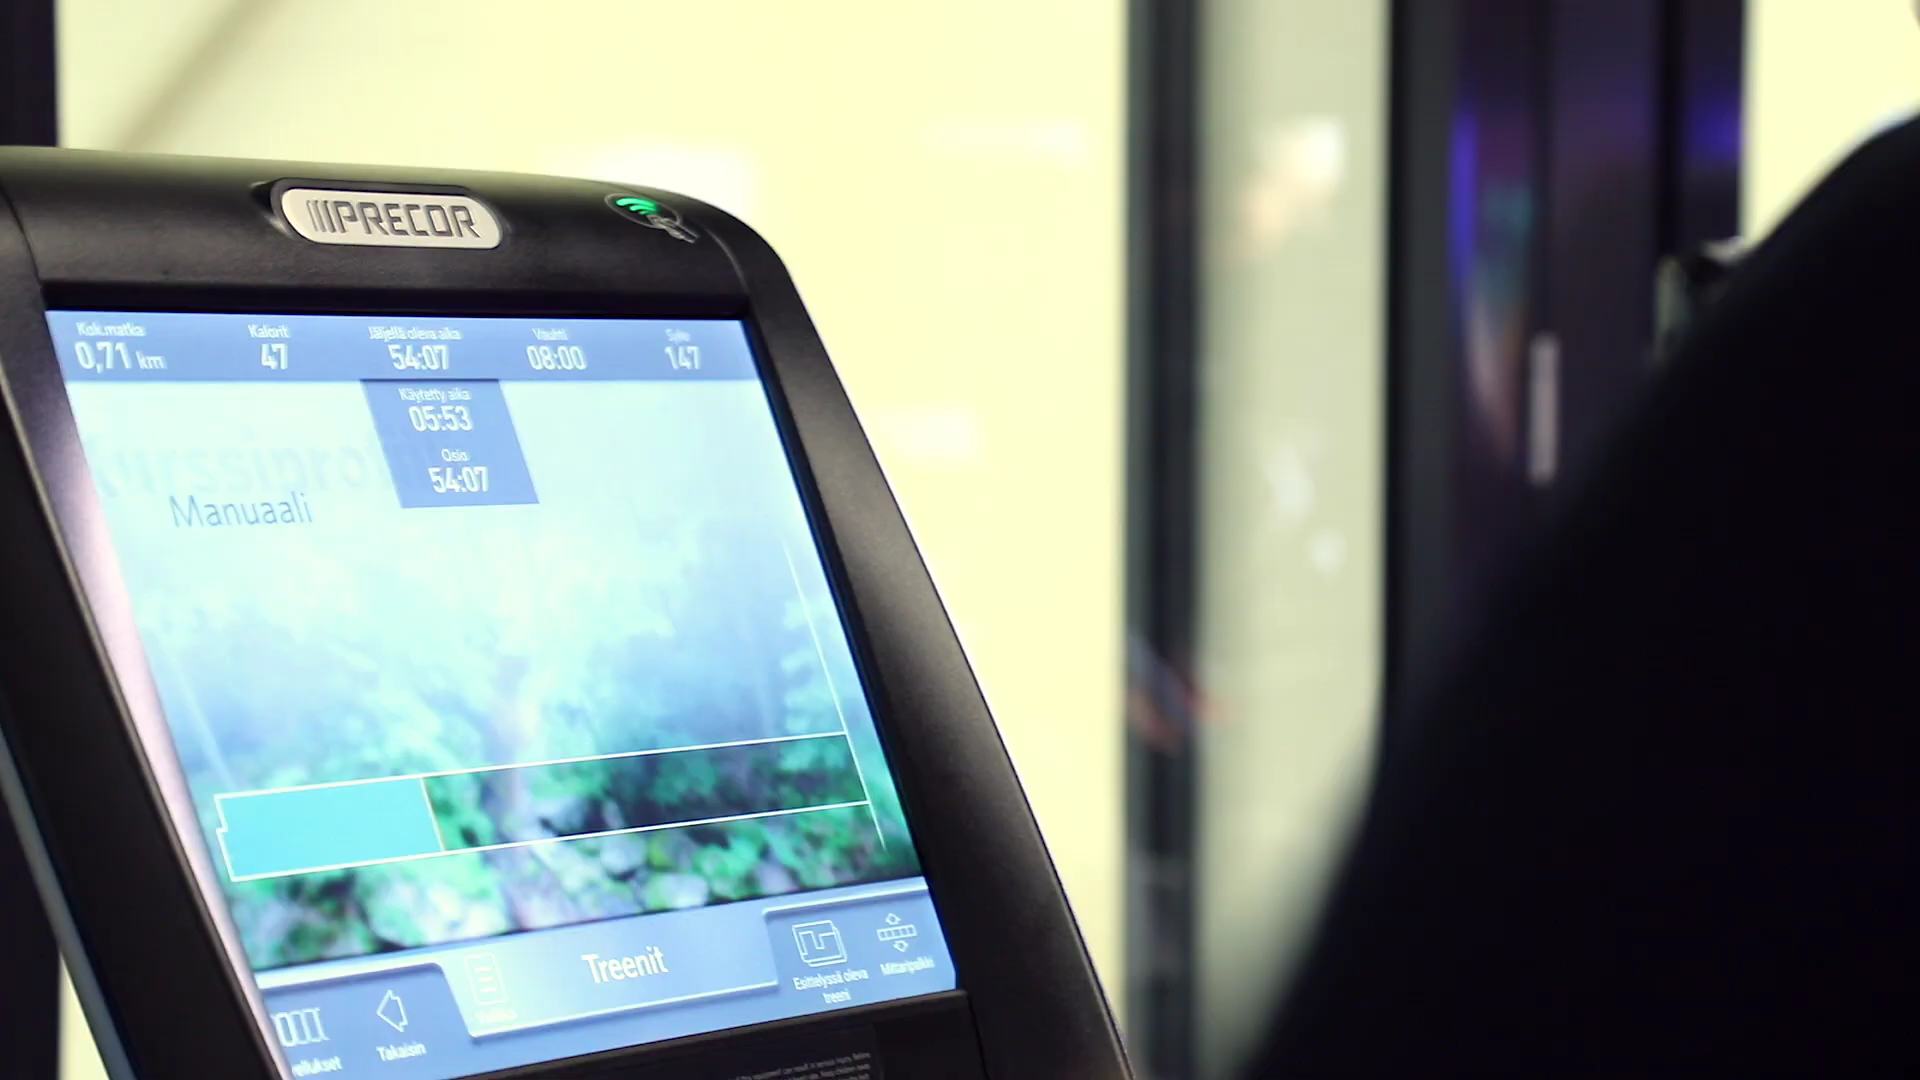 PRECOR
Kok.matka
0,71 km
Kalorit
47
Jäljellä oleva aika
54:07
Vauhti
08:00
Syke
147
Käytetty aika
05:53
Osio
54:07
Manuaali
Treenit
Esittelyssä oleva
treeni
Mittaripalkki
Takaisin